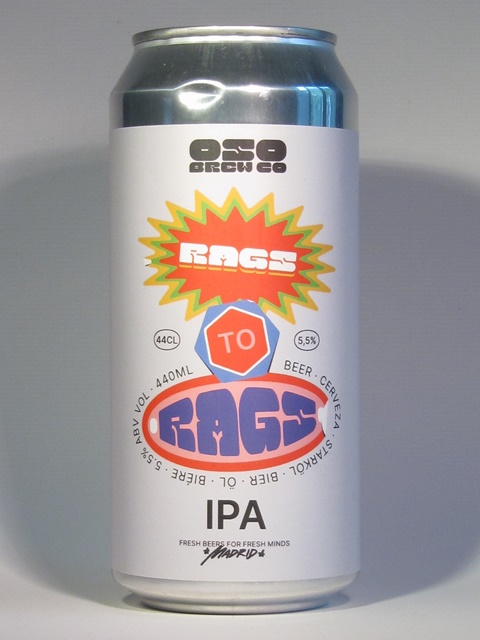 OSO
BREW CO
RAGS
TO
44CL
5,5%
RAGS
5.5% ABV VOL · 440ML
BEER · CERVEZA · STARKÖL · BIER · ÖL · BIÈRE ·
IPA
FRESH BEERS FOR FRESH MINDS
MADRID